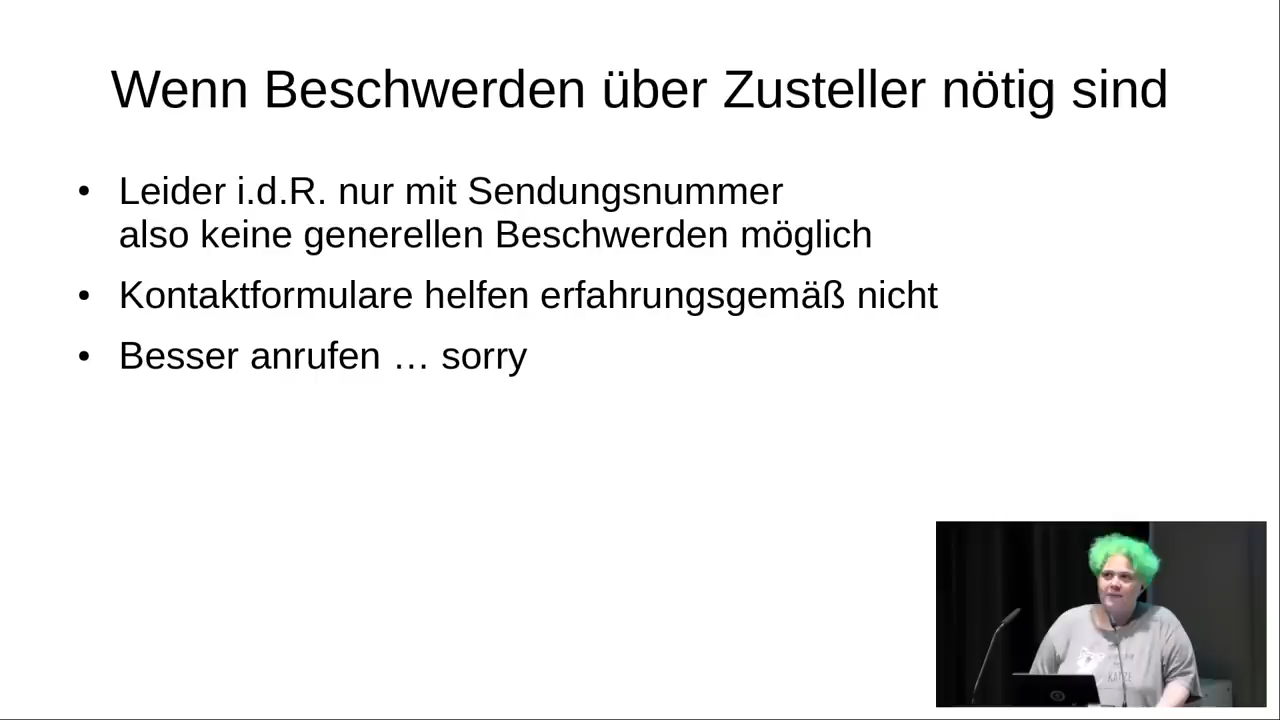 Wenn Beschwerden über Zusteller nötig sind
• Leider i.d.R. nur mit Sendungsnummer
also keine generellen Beschwerden möglich
• Kontaktformulare helfen erfahrungsgemäß nicht
• Besser anrufen … sorry
KATZE